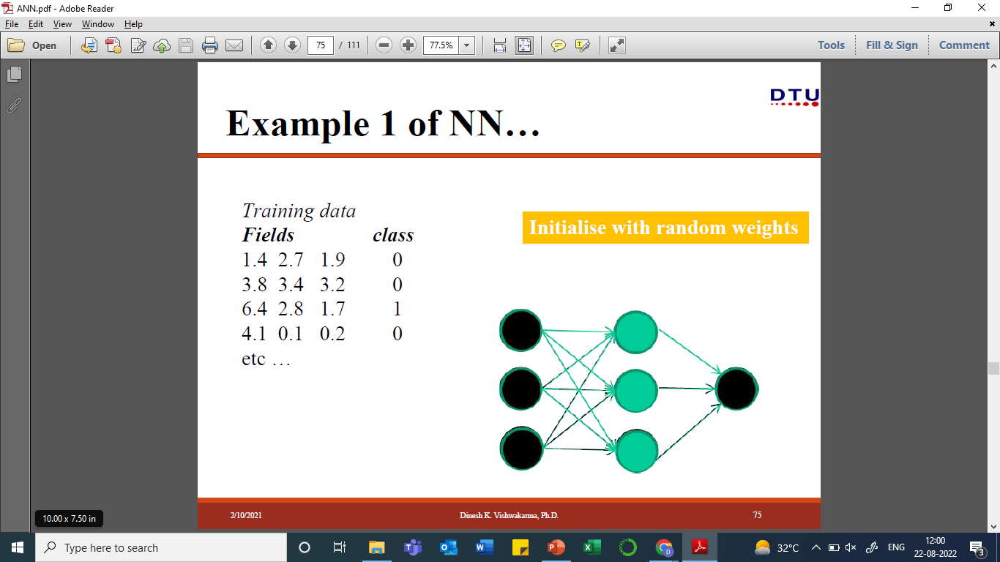 ANN.pdf - Adobe Reader
File Edit View Window Help
Open 75 / 111 77.5% Tools Fill & Sign Comment
DTU
Example 1 of NN…
Training data
Fields class
1.4 2.7 1.9 0
3.8 3.4 3.2 0
6.4 2.8 1.7 1
4.1 0.1 0.2 0
etc …
Initialise with random weights
2/10/2021 Dinesh K. Vishwakarma, Ph.D. 75
10.00 x 7.50 in
Type here to search
32°C ENG 12:00
22-08-2022 3